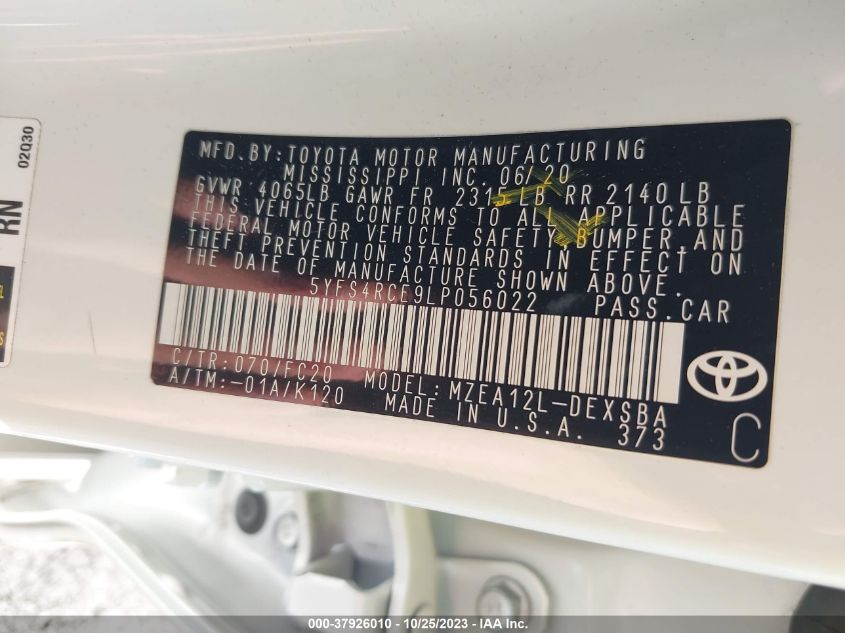 02Q30
RN
MFD. BY: TOYOTA MOTOR MANUFACTURING
MISSISSIPPI INC 06/20
GVWR 4065LB GAWR FR 2315LB RR 2140LB
THIS VEHICLE CONFORMS TO ALL APPLICABLE
FEDERAL MOTOR VEHICLE SAFETY, BUMPER, AND
THEFT PREVENTION STANDARDS IN EFFECT ON
THE DATE OF MANUFACTURE SHOWN ABOVE.
5YFS4RCE9LP056022 PASS. CAR
C/TR: 070/FC20
A/TM: -01A/K120
MODEL: MZEA12L-DEXSBA
MADE IN U.S.A. 373
C
000-37926010 - 10/25/2023 - IAA Inc.